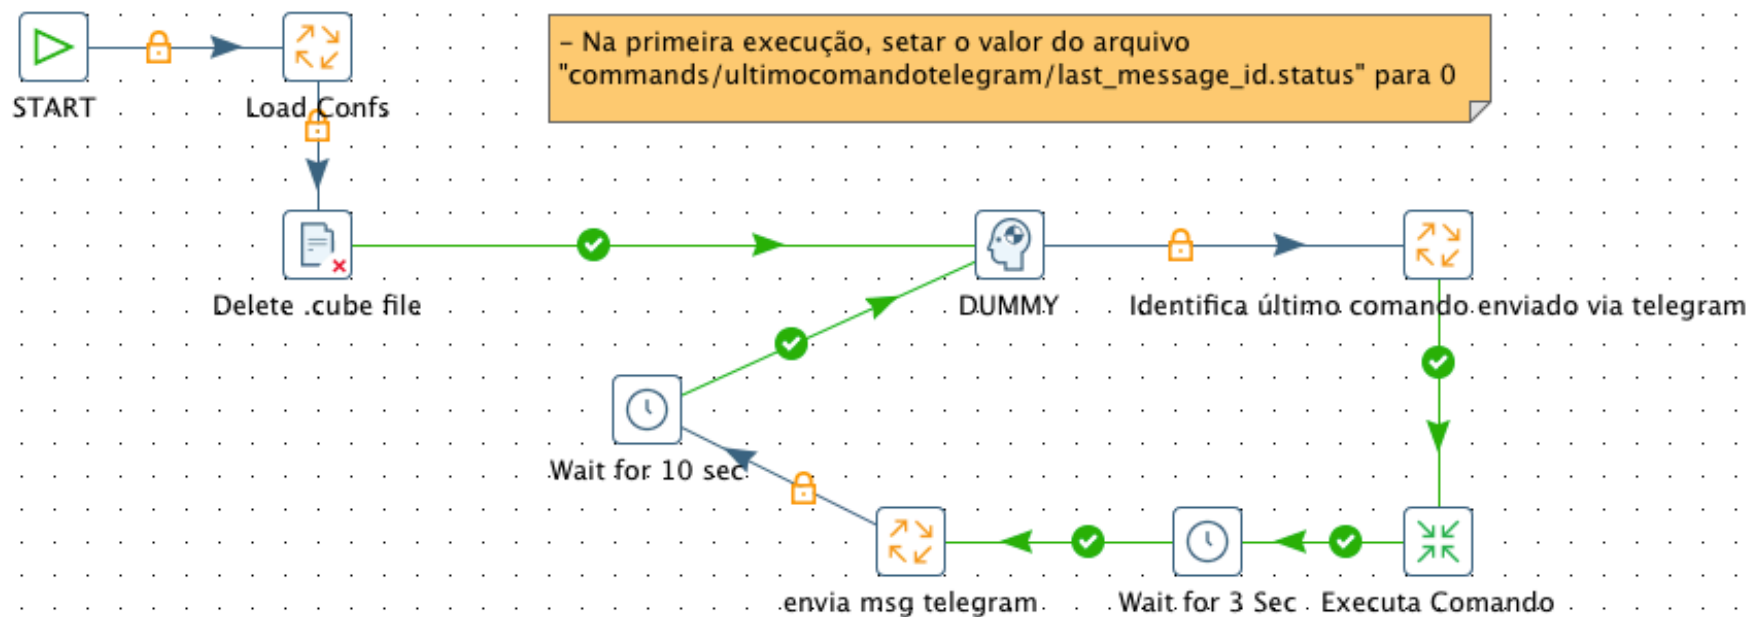 – Na primeira execução, setar o valor do arquivo
"commands/ultimocomandotelegram/last_message_id.status" para 0
START
Load Confs
Delete .cube file
DUMMY
Identifica último comando enviado via telegram
Wait for 10 sec
envia msg telegram
Wait for 3 Sec
Executa Comando